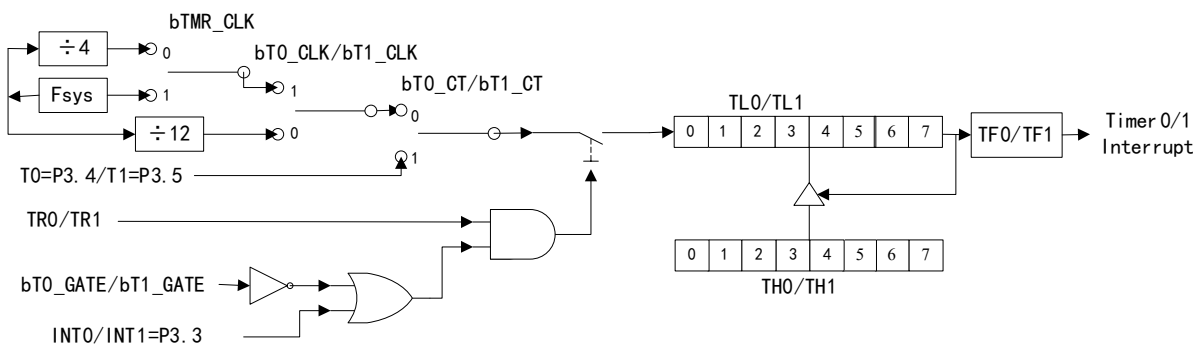 bTMR_CLK
÷4
0
bT0_CLK/bT1_CLK
Fsys
1
1
bT0_CT/bT1_CT
÷12
0
0
1
TL0/TL1
0 1 2 3 4 5 6 7
TF0/TF1
Timer0/1
Interrupt
T0=P3.4/T1=P3.5
TR0/TR1
0 1 2 3 4 5 6 7
TH0/TH1
bT0_GATE/bT1_GATE
INT0/INT1=P3.3